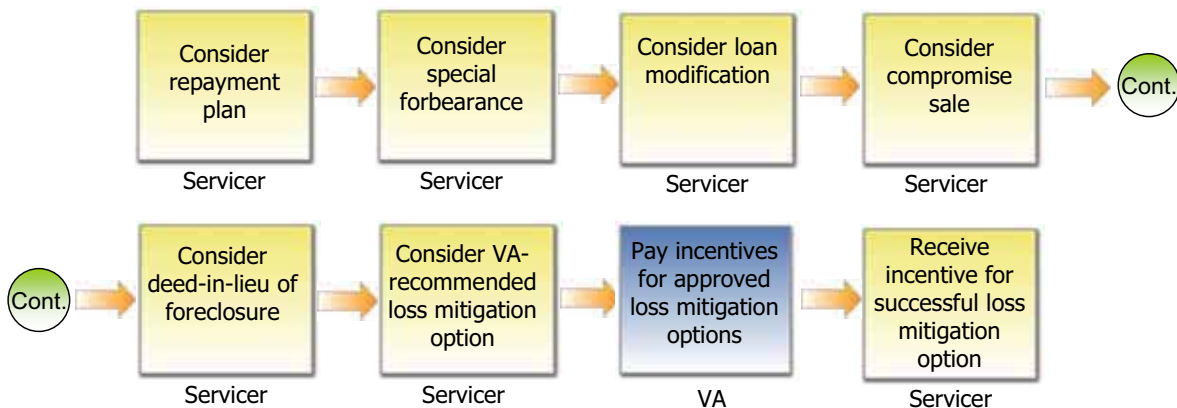 Consider
repayment
plan
Servicer
Consider
special
forbearance
Servicer
Consider loan
modification
Servicer
Consider
compromise
sale
Servicer
Cont.
Cont.
Consider
deed-in-lieu of
foreclosure
Servicer
Consider VA-
recommended
loss mitigation
option
Servicer
Pay incentives
for approved
loss mitigation
options
VA
Receive
incentive for
successful loss
mitigation
option
Servicer